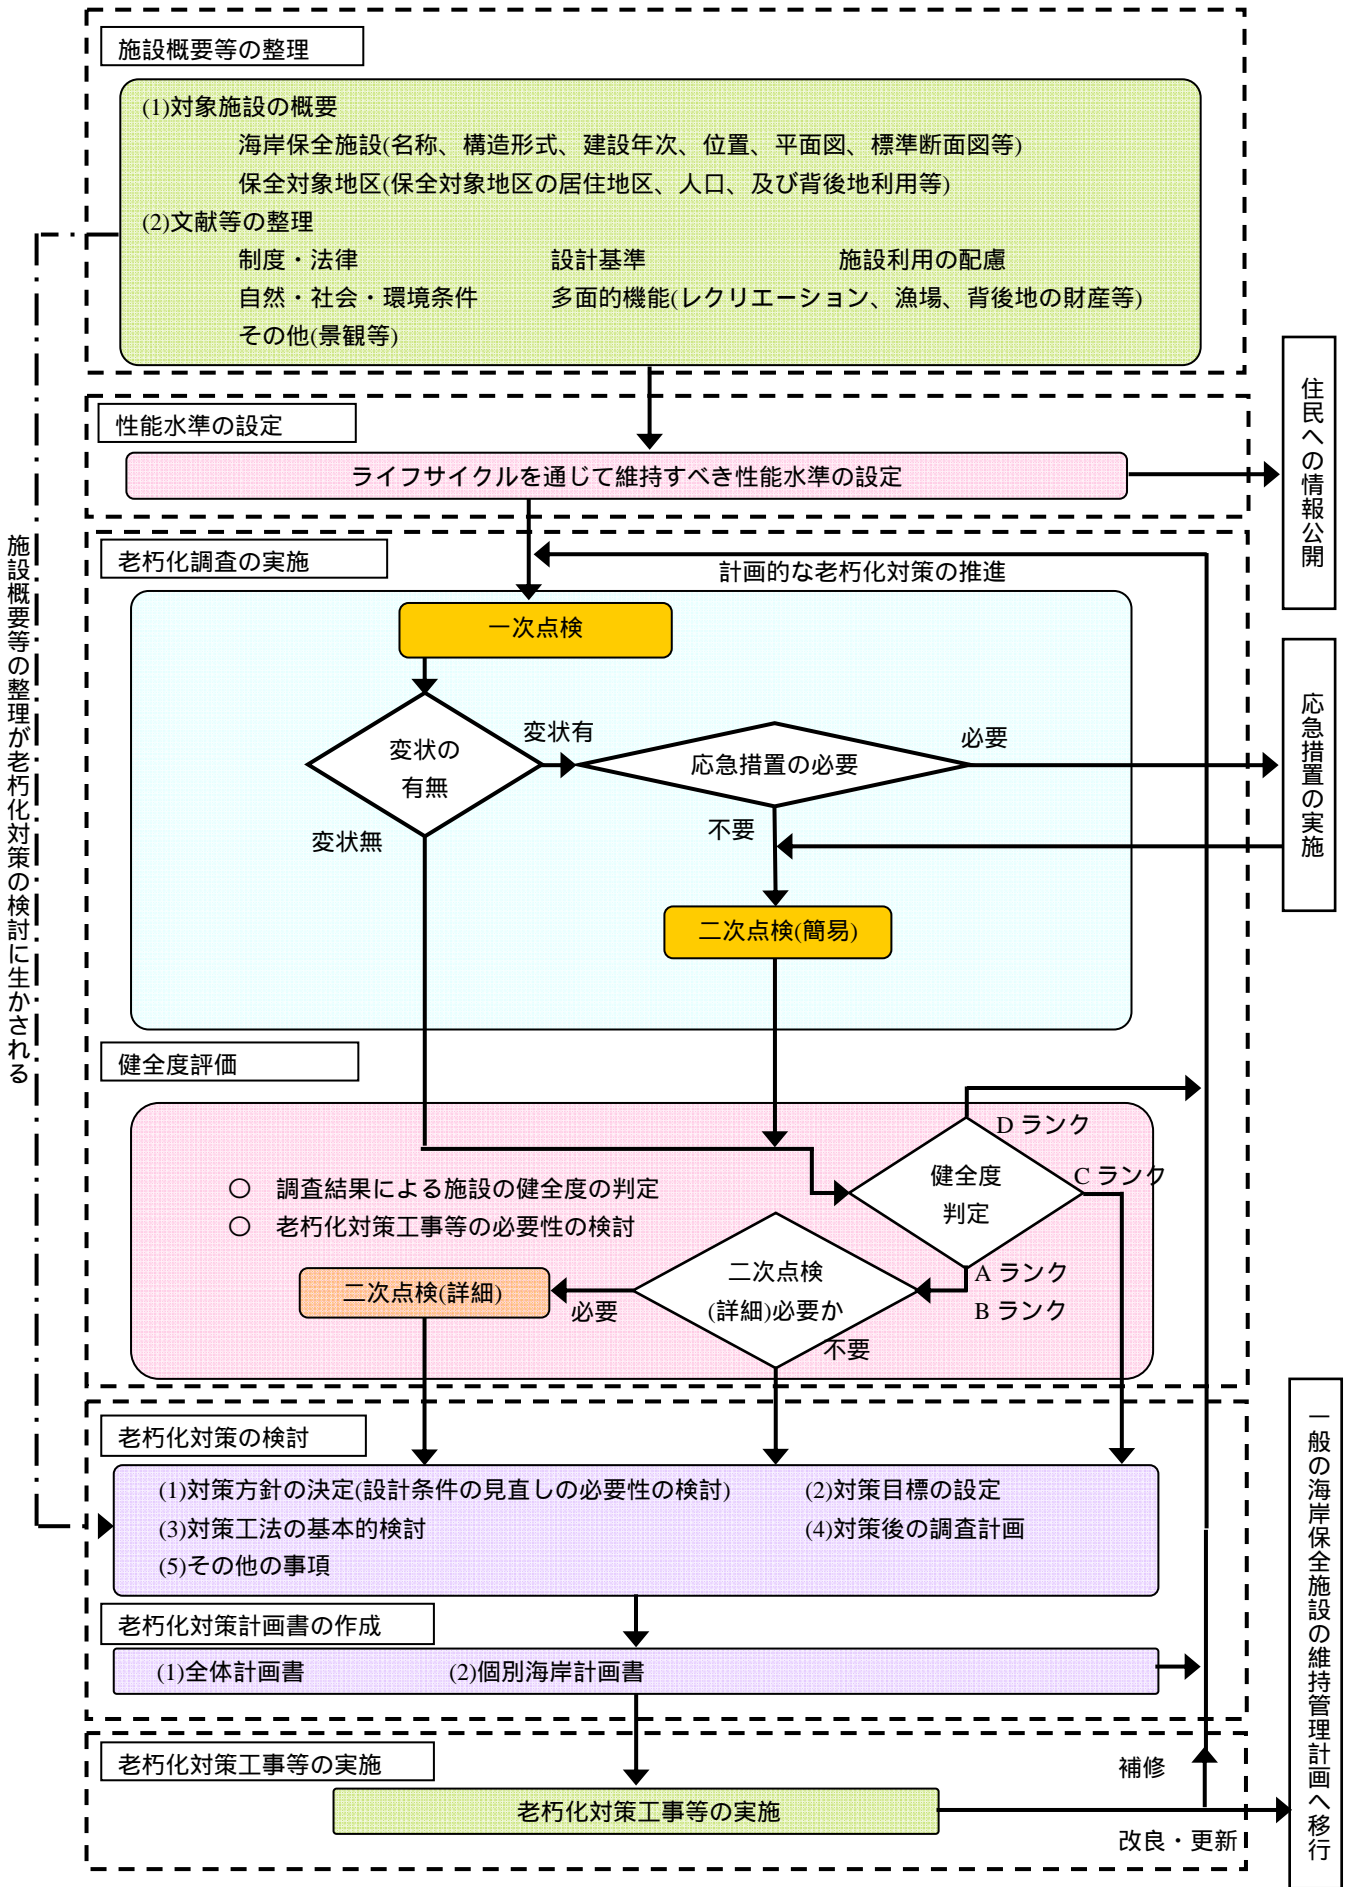 施設概要等の整理
(1)対象施設の概要
海岸保全施設(名称、構造形式、建設年次、位置、平面図、標準断面図等)
保全対象地区(保全対象地区の居住地区、人口、及び背後地利用等)
(2)文献等の整理
制度・法律 設計基準 施設利用の配慮
自然・社会・環境条件 多面的機能(レクリエーション、漁場、背後地の財産等)
その他(景観等)
住民への情報公開
性能水準の設定
ライフサイクルを通じて維持すべき性能水準の設定
施設概要等の整理が老朽化対策の検討に生かされる
老朽化調査の実施
計画的な老朽化対策の推進
一次点検
変状の
有無
変状有
応急措置の必要
必要
応急措置の実施
変状無
不要
二次点検(簡易)
健全度評価
D ランク
健全度
判定
C ランク
○ 調査結果による施設の健全度の判定
○ 老朽化対策工事等の必要性の検討
A ランク
B ランク
二次点検
(詳細)必要か
必要
不要
二次点検(詳細)
老朽化対策の検討
(1)対策方針の決定(設計条件の見直しの必要性の検討) (2)対策目標の設定
(3)対策工法の基本的検討 (4)対策後の調査計画
(5)その他の事項
老朽化対策計画書の作成
(1)全体計画書 (2)個別海岸計画書
老朽化対策工事等の実施
補修
老朽化対策工事等の実施
改良・更新
一般の海岸保全施設の維持管理計画へ移行